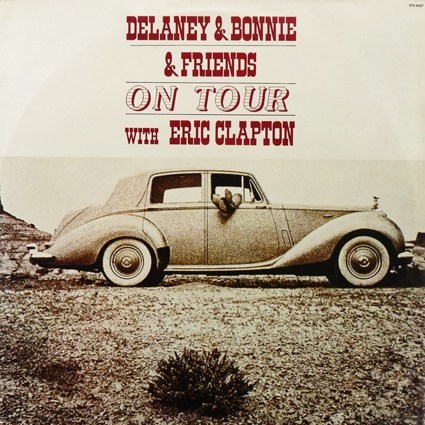 DELANEY & BONNIE
& FRIENDS
ON TOUR
WITH ERIC CLAPTON